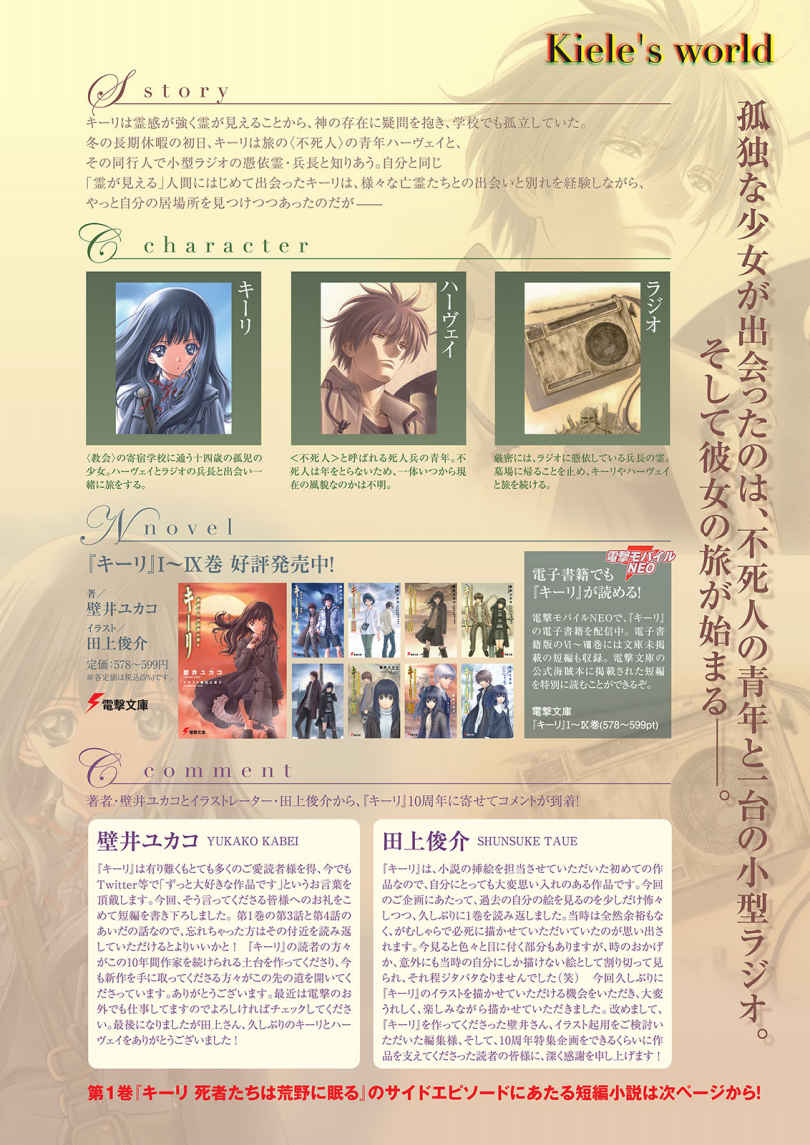 Kiele's world
孤独な少女が出会ったのは、不死人の青年と一台の小型ラジオ。
そして彼女の旅が始まる——。
S story
キーリは霊感が強く霊が見えることから、神の存在に疑問を抱き、学校でも孤立していた。
冬の長期休暇の初日、キーリは旅の〈不死人〉の青年ハーヴェイと、
その同行人で小型ラジオの憑依霊・兵長と知りあう。自分と同じ
「霊が見える」人間にはじめて出会ったキーリは、様々な亡霊たちとの出会いと別れを経験しながら、
やっと自分の居場所を見つけつつあったのだが——
C character
キーリ
〈教会〉の寄宿学校に通う十四歳の孤児の
少女。ハーヴェイとラジオの兵長と出会い一
緒に旅をする。
ハーヴェイ
<不死人>と呼ばれる死人兵の青年。不
死人は年をとらないため、一体いつから現
在の風貌なのかは不明。
ラジオ
厳密には、ラジオに憑依している兵長の霊。
墓場に帰ることを止め、キーリやハーヴェイ
と旅を続ける。
N novel
『キーリ』Ⅰ〜Ⅸ巻 好評発売中!
著／
壁井ユカコ
イラスト／
田上俊介
定価:578〜599円
※各定価は税込(5%)です。
電撃文庫
キーリ
壁井ユカコ
電撃文庫
電撃モバイル
NEO
電子書籍でも
『キーリ』が読める!
電撃モバイルNEOで、『キーリ』
の電子書籍を配信中。電子書
籍版のⅥ〜Ⅷ巻には文庫未掲
載の短編も収録。電撃文庫の
公式海賊本に掲載された短編
を特別に読むことができるぞ。
電撃文庫
『キーリ』Ⅰ〜Ⅸ巻(578〜599pt)
C comment
著者・壁井ユカコとイラストレーター・田上俊介から、『キーリ』10周年に寄せてコメントが到着!
壁井ユカコ YUKAKO KABEI
『キーリ』は有り難くもとても多くのご愛読者様を得、今でも
Twitter等で「ずっと大好きな作品です」というお言葉を
頂戴します。今回、そう言ってくださる皆様へのお礼をこ
めて短編を書き下ろしました。第1巻の第3話と第4話の
あいだの話なので、忘れちゃった方はその付近を読み返
していただけるとよりいいかと！　『キーリ』の読者の方々
がこの10年間作家を続けられる土台を作ってくださり、今
も新作を手に取ってくださる方々がこの先の道を開いてく
ださっています。ありがとうございます。最近は電撃のお
外でも仕事してますのでよろしければチェックしてくださ
い。最後になりましたが田上さん、久しぶりのキーリとハー
ヴェイをありがとうございました！
田上俊介 SHUNSUKE TAUE
『キーリ』は、小説の挿絵を担当させていただいた初めての作
品なので、自分にとっても大変思い入れのある作品です。今回
のご企画にあたって、過去の自分の絵を見るのを少しだけ怖々
しつつ、久しぶりに1巻を読み返しました。当時は全然余裕もな
く、がむしゃらで必死に描かせていただいていたのが思い出さ
れます。今見ると色々と目に付く部分もありますが、時のおかげ
か、意外にも当時の自分にしか描けない絵として割り切って見
られ、それ程ジタバタなりませんでした（笑）　今回久しぶりに
『キーリ』のイラストを描かせていただける機会をいただき、大変
うれしく、楽しみながら描かせていただきました。改めまして、
『キーリ』を作ってくださった壁井さん、イラスト起用をご検討い
ただいた編集様、そして、10周年特集企画をできるくらいに作
品を支えてくださった読者の皆様に、深く感謝を申し上げます！
第1巻『キーリ 死者たちは荒野に眠る』のサイドエピソードにあたる短編小説は次ページから!